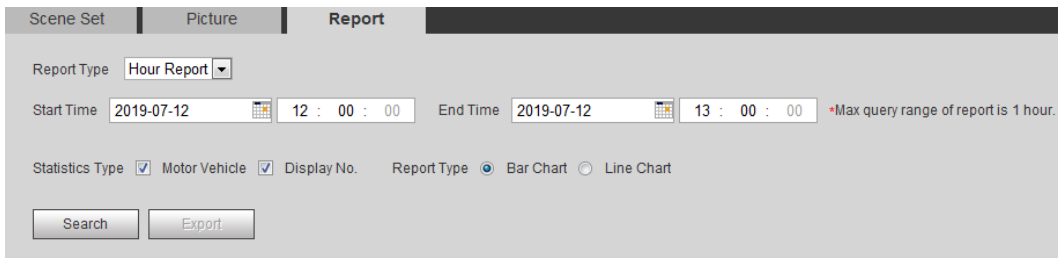 Scene Set Picture Report
Report Type Hour Report
Start Time 2019-07-12 12 : 00 : 00 End Time 2019-07-12 13 : 00 : 00 *Max query range of report is 1 hour.
Statistics Type Motor Vehicle Display No. Report Type Bar Chart Line Chart
Search Export